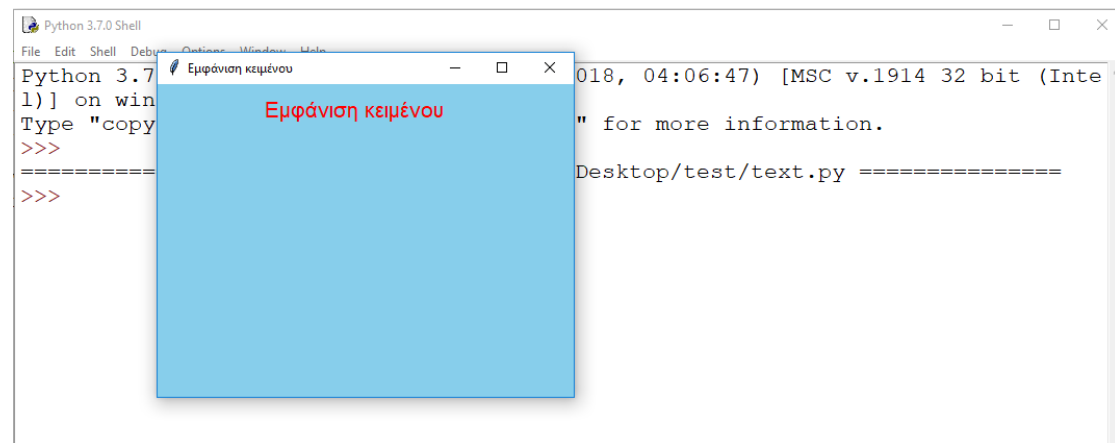 Python 3.7.0 Shell
File Edit Shell Debug Options Window Help
Python 3.7
018, 04:06:47) [MSC v.1914 32 bit (Inte
l)] on win
Type "copy
" for more information.
>>>
==========
Desktop/test/text.py ===============
>>>
Εμφάνιση κειμένου
Εμφάνιση κειμένου